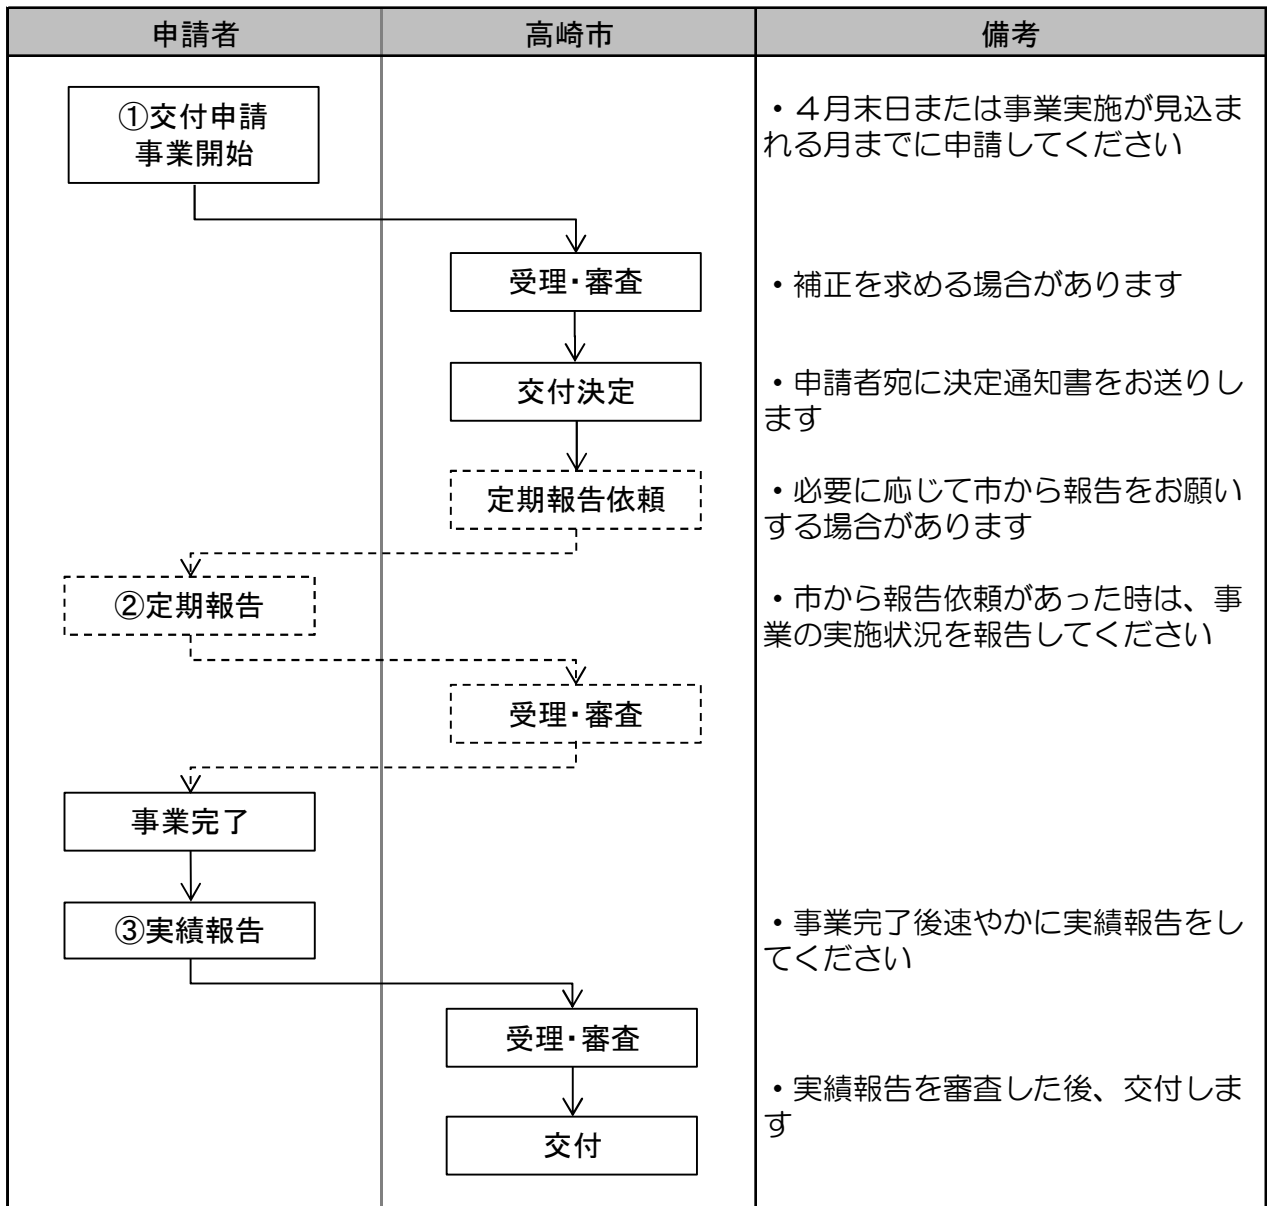 申請者
高崎市
備考
①交付申請
事業開始
・４月末日または事業実施が見込ま
れる月までに申請してください
受理・審査
・補正を求める場合があります
交付決定
・申請者宛に決定通知書をお送りし
ます
定期報告依頼
・必要に応じて市から報告をお願い
する場合があります
②定期報告
・市から報告依頼があった時は、事
業の実施状況を報告してください
受理・審査
事業完了
③実績報告
・事業完了後速やかに実績報告をし
てください
受理・審査
・実績報告を審査した後、交付しま
す
交付